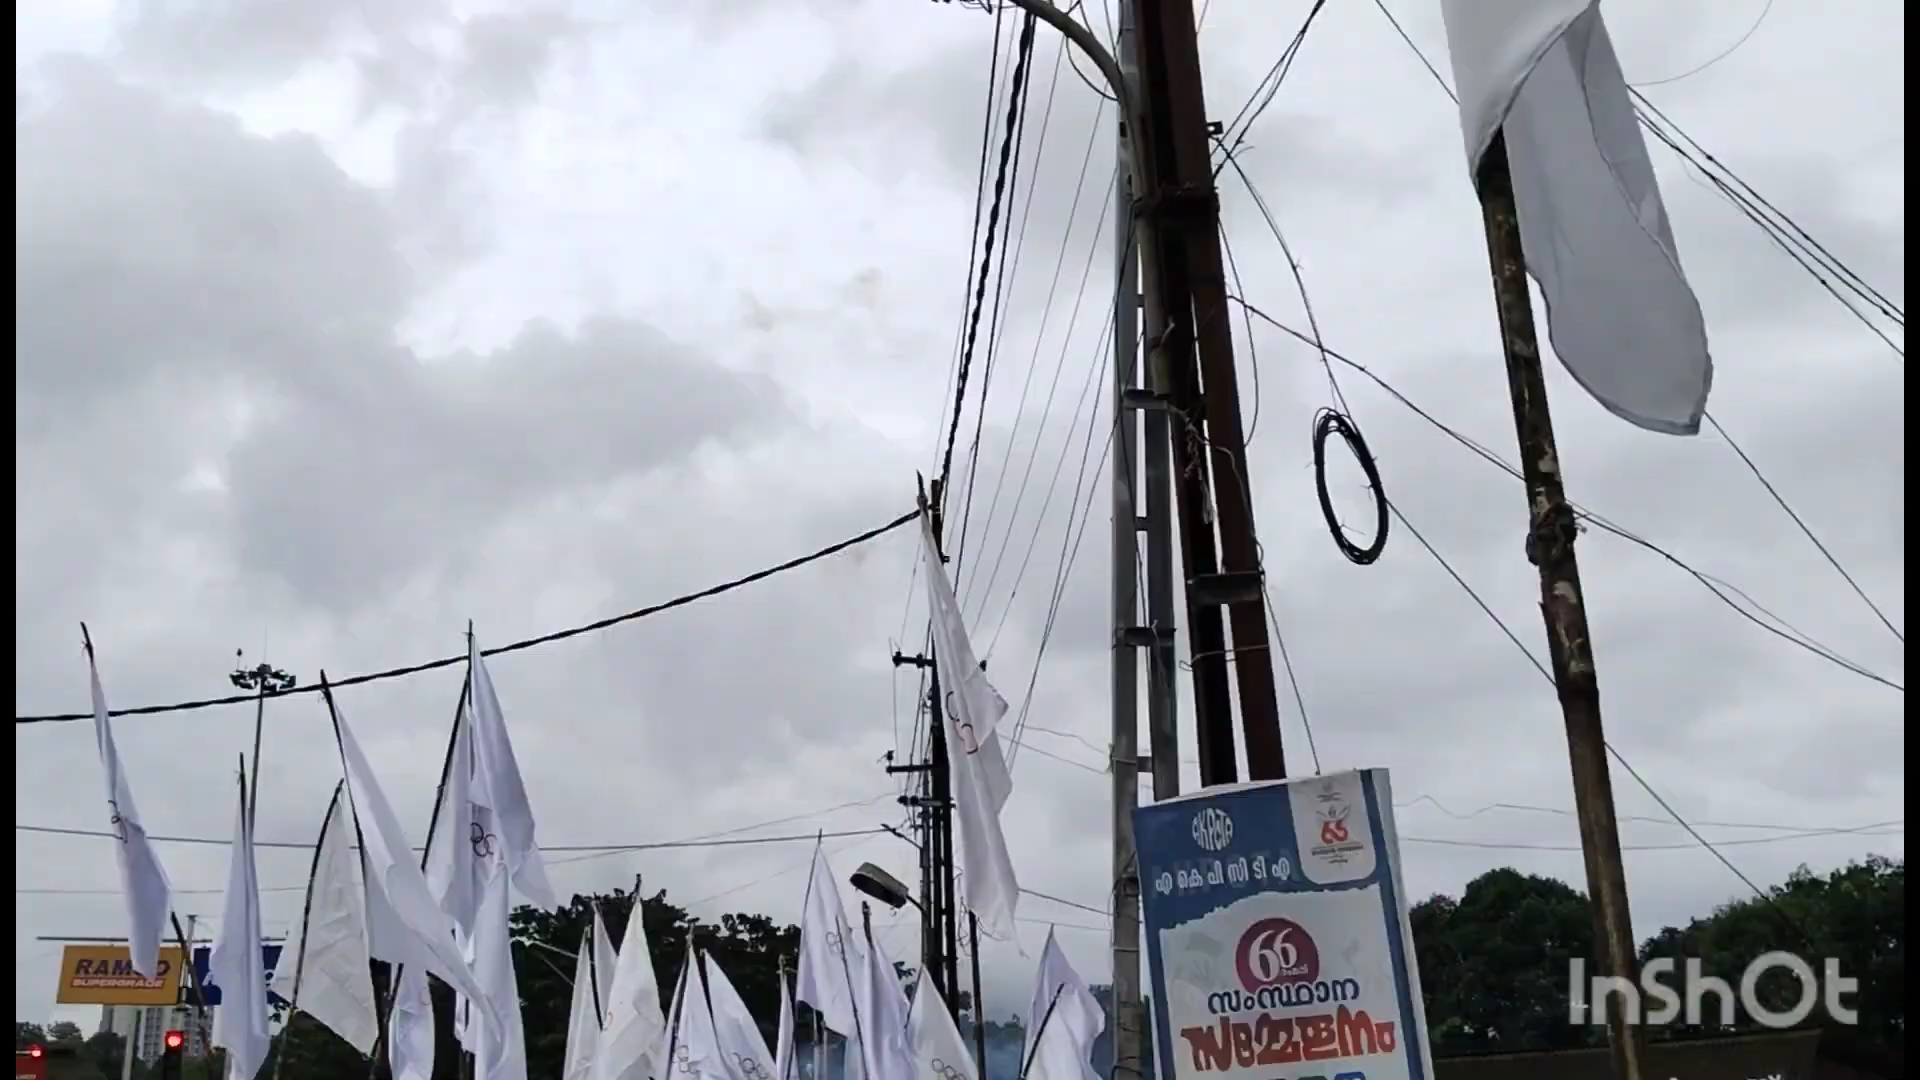 RAMCO
SUPERGRADE
AKPCTA
എ കെ പി സി ടി എ
66
സംസ്ഥാന
സമ്മേളനം
InShOt